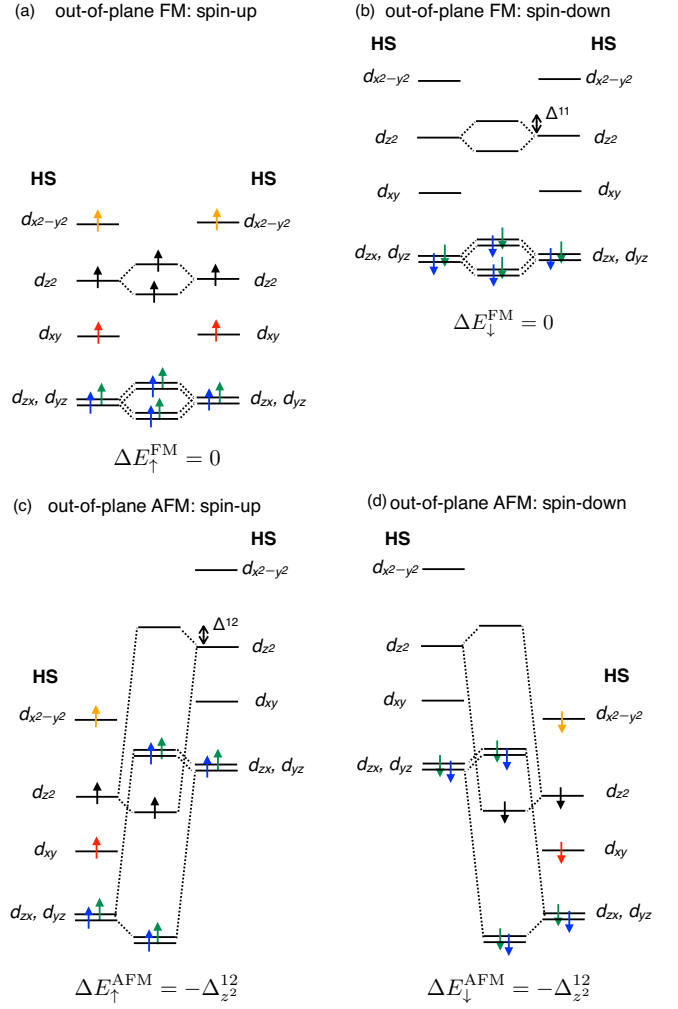 (a) out-of-plane FM: spin-up
(b) out-of-plane FM: spin-down
HS HS
dx²−y² dx²−y²
Δ¹¹
dz² dz²
dxy dxy
dzx, dyz dzx, dyz
ΔE↓^FM = 0
HS HS
dx²−y² dx²−y²
dz² dz²
dxy dxy
dzx, dyz dzx, dyz
ΔE↑^FM = 0
(c) out-of-plane AFM: spin-up
HS
dx²−y²
Δ¹²
dz²
HS
dxy
dx²−y²
dzx, dyz
dz²
dxy
dzx, dyz
ΔE↑^AFM = −Δ^12_z²
(d) out-of-plane AFM: spin-down
HS
dx²−y²
dz²
HS
dxy
dx²−y²
dzx, dyz
dz²
dxy
dzx, dyz
ΔE↓^AFM = −Δ^12_z²